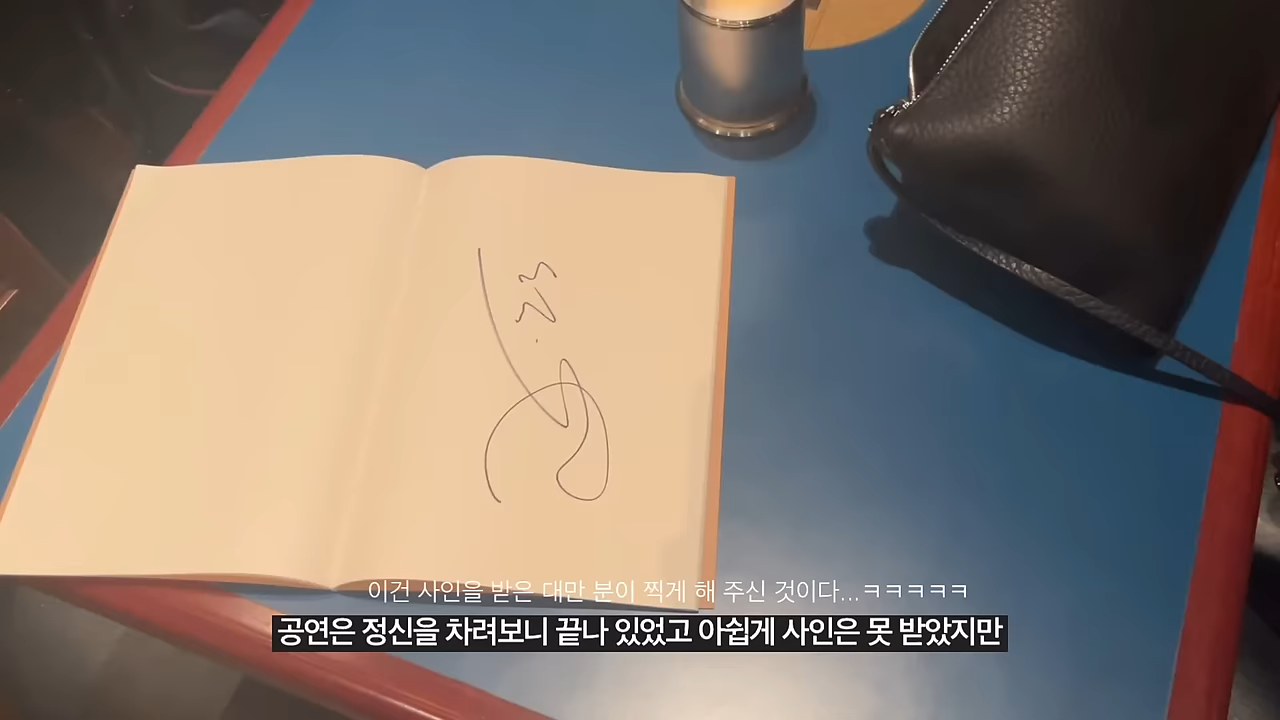 이건 사인을 받은 대만 분이 찍게 해 주신 것이다...ㅋㅋㅋㅋㅋ
공연은 정신을 차려보니 끝나 있었고 아쉽게 사인은 못 받았지만